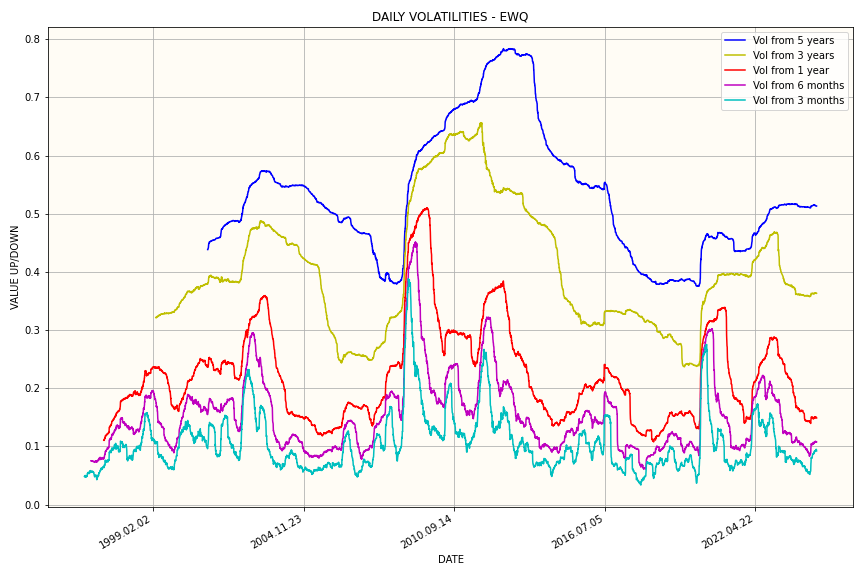 DAILY VOLATILITIES - EWQ
Vol from 5 years
Vol from 3 years
Vol from 1 year
Vol from 6 months
Vol from 3 months
VALUE UP/DOWN
0.8
0.7
0.6
0.5
0.4
0.3
0.2
0.1
0.0
1999.02.02
2004.11.23
2010.09.14
2016.07.05
2022.04.22
DATE